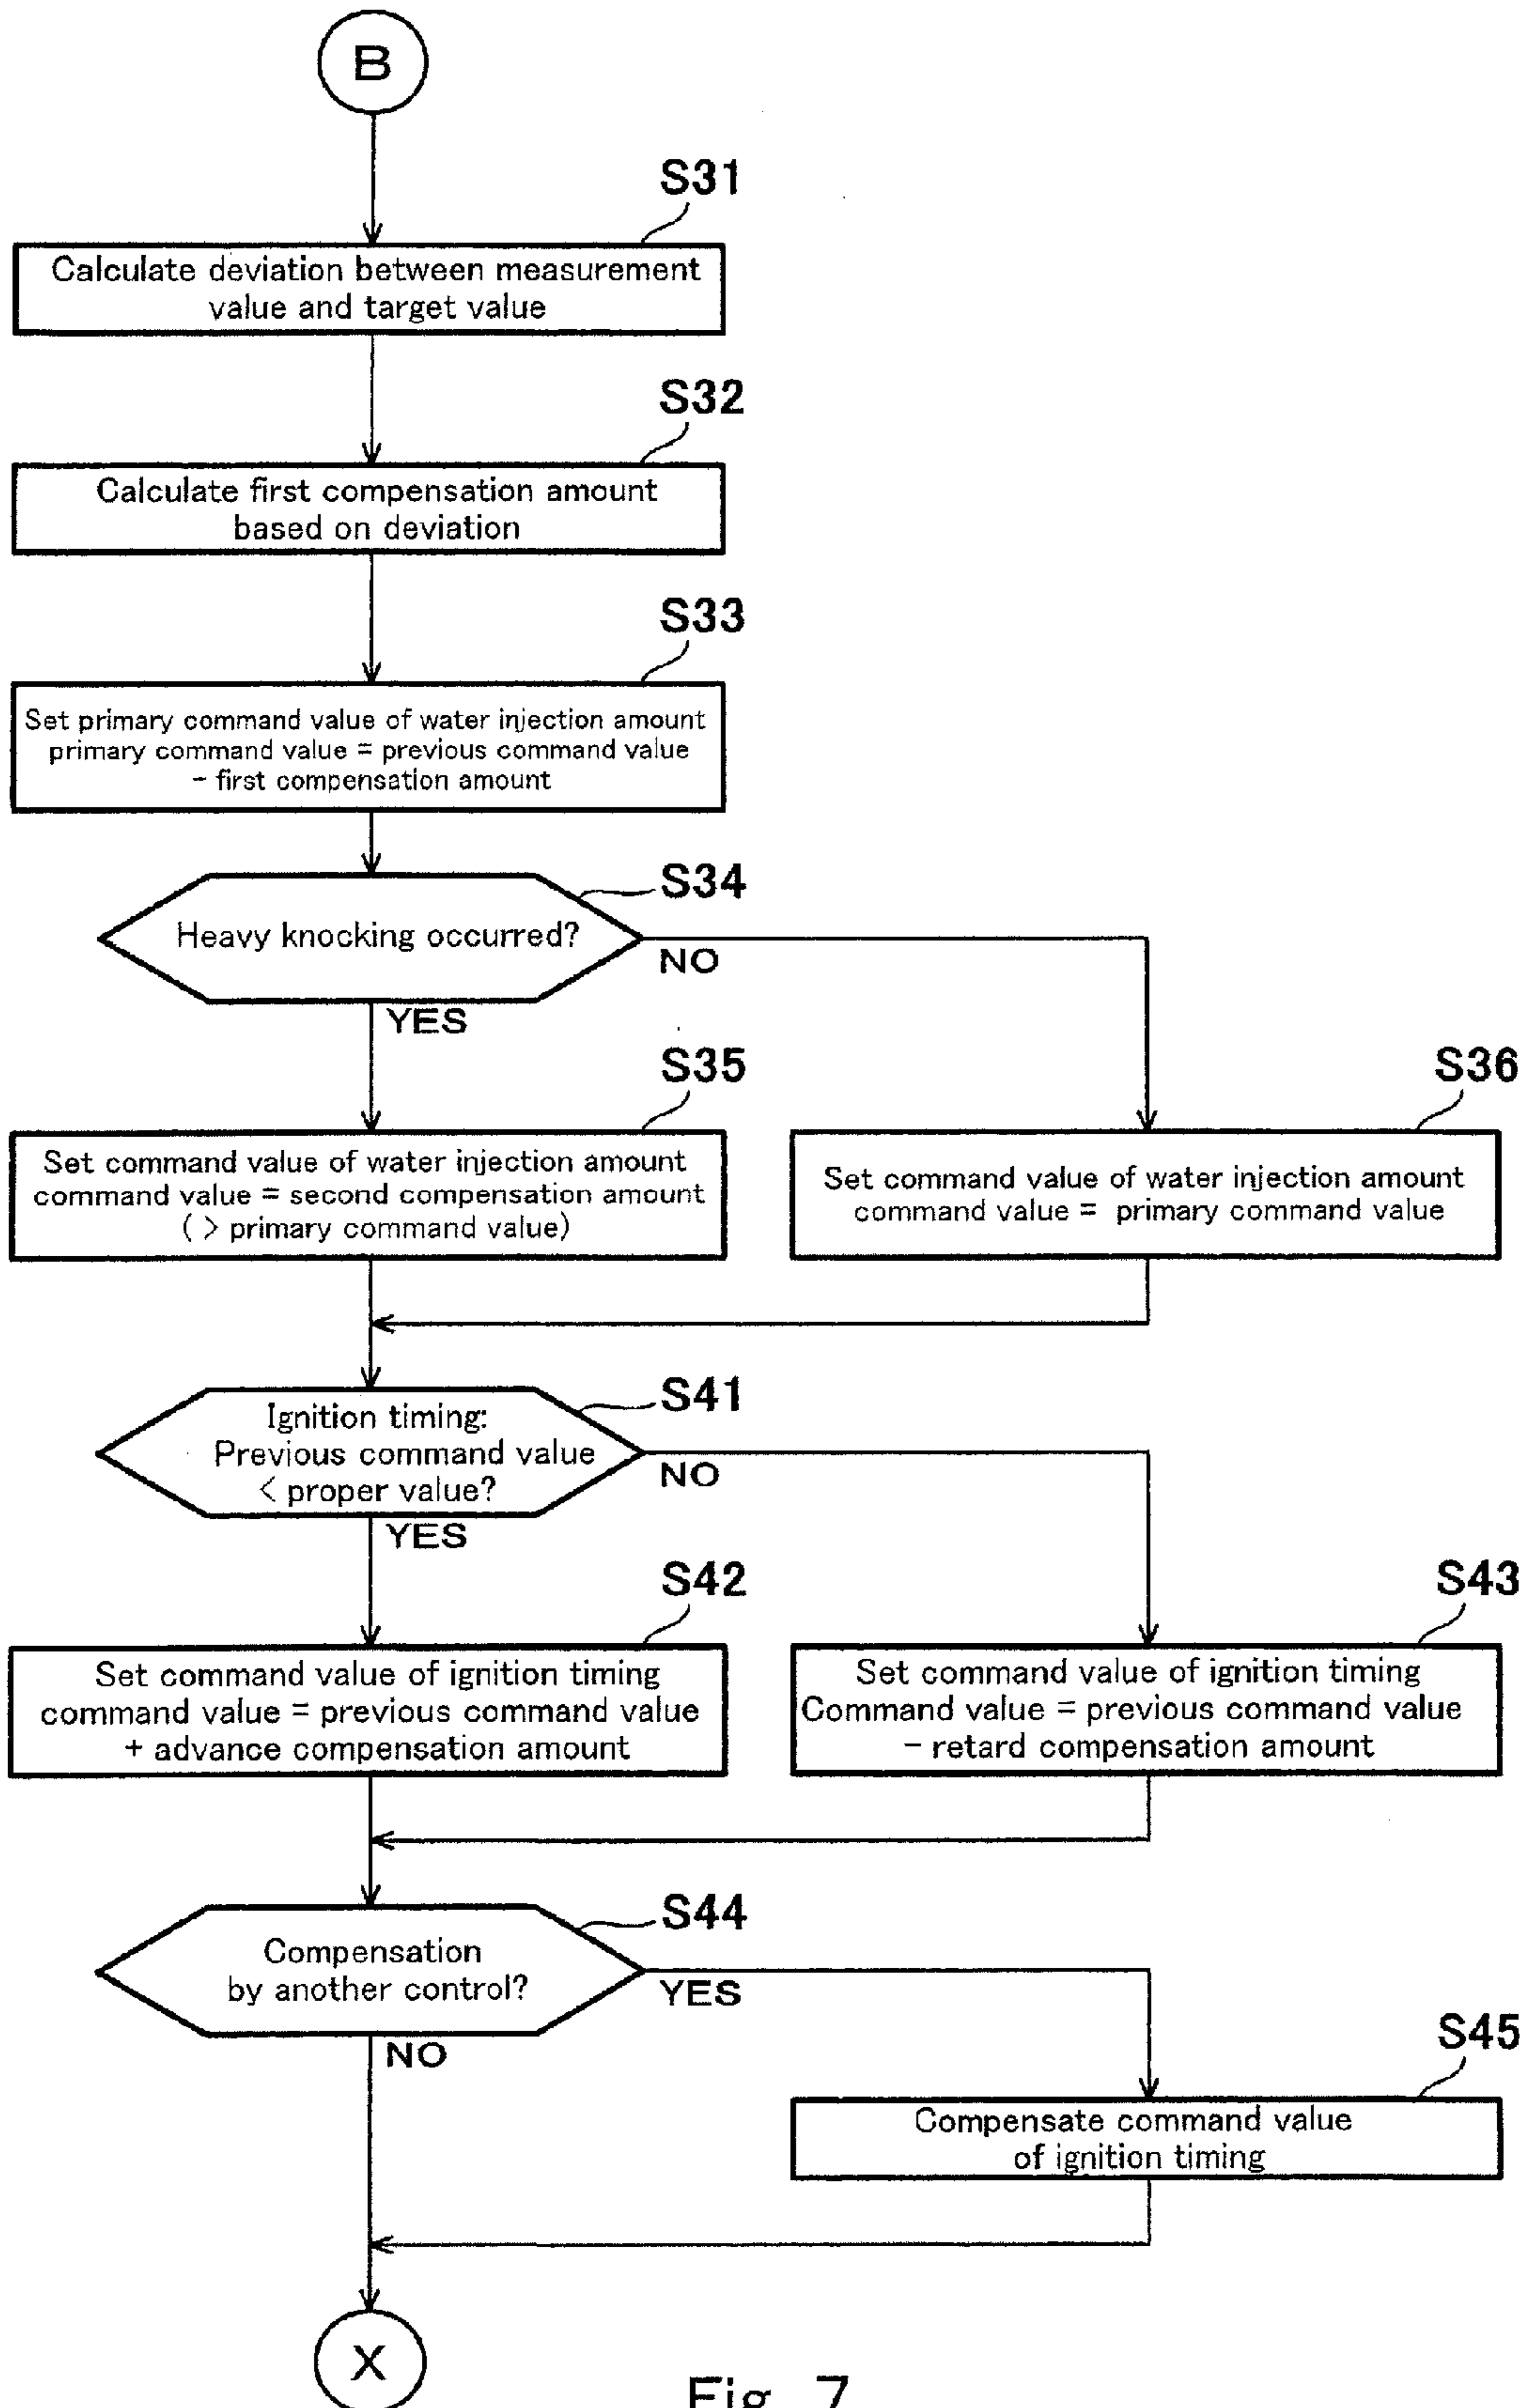 B
S31
Calculate deviation between measurement
value and target value
S32
Calculate first compensation amount
based on deviation
S33
Set primary command value of water injection amount
primary command value = previous command value
- first compensation amount
S34
Heavy knocking occurred?
NO
YES
S35
Set command value of water injection amount
command value = second compensation amount
( > primary command value)
S36
Set command value of water injection amount
command value = primary command value
S41
Ignition timing:
Previous command value
< proper value?
NO
YES
S42
Set command value of ignition timing
command value = previous command value
+ advance compensation amount
S43
Set command value of ignition timing
Command value = previous command value
- retard compensation amount
S44
Compensation
by another control?
YES
NO
S45
Compensate command value
of ignition timing
X
Fig. 7